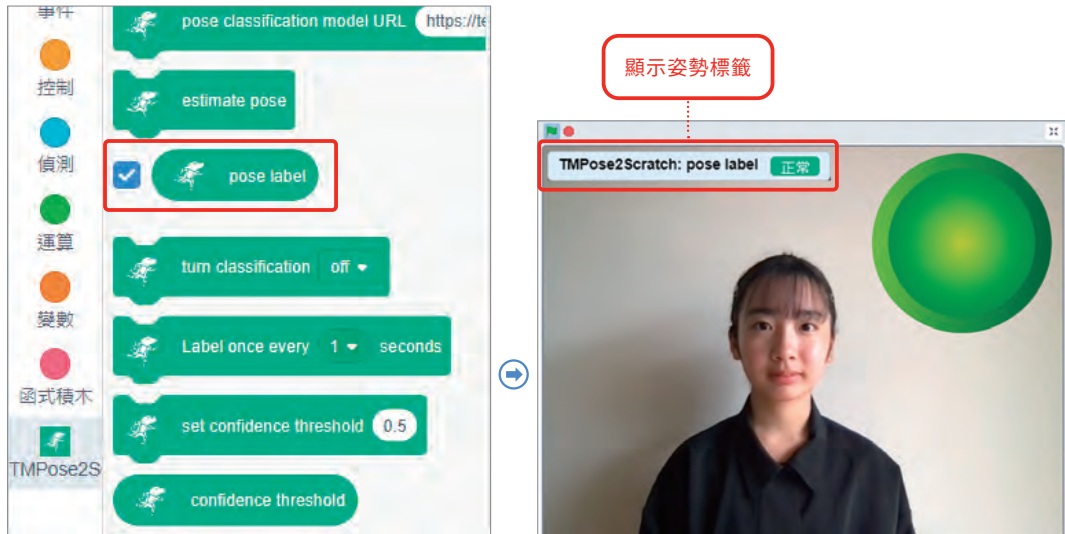 事件
控制
偵測
運算
變數
函式積木
TMPose2S
pose classification model URL https://te
estimate pose
pose label
turn classification off
Label once every 1 seconds
set confidence threshold 0.5
confidence threshold
顯示姿勢標籤
TMPose2Scratch: pose label 正常